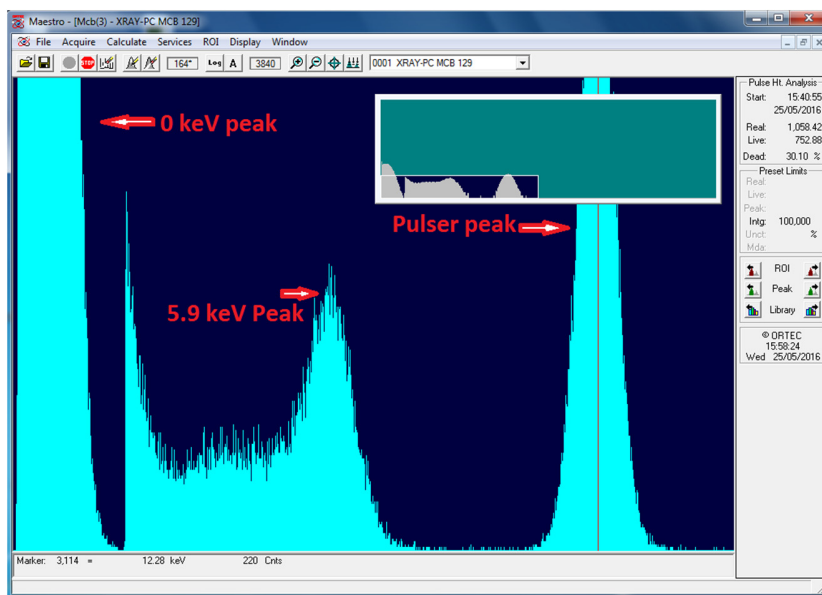 Maestro - [Mcb(3) - XRAY-PC MCB 129]
File Acquire Calculate Services ROI Display Window
STOP 164* Log A 3840 0001 XRAY-PC MCB 129
0 keV peak
Pulser peak
5.9 keV Peak
Pulse Ht. Analysis
Start: 15:40:55
25/05/2016
Real: 1,058.42
Live: 752.88
Dead: 30.10 %
Preset Limits
Real:
Live:
Peak:
Intg: 100,000
Unct: %
Mda:
ROI
Peak
Library
© ORTEC
15:58:24
Wed 25/05/2016
Marker: 3,114 = 12.28 keV 220 Cnts